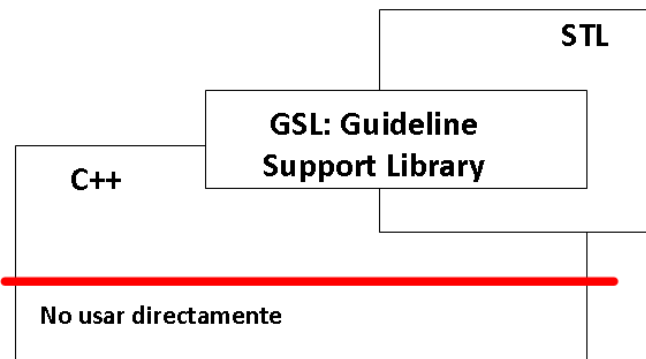 STL
GSL: Guideline
Support Library
C++
No usar directamente